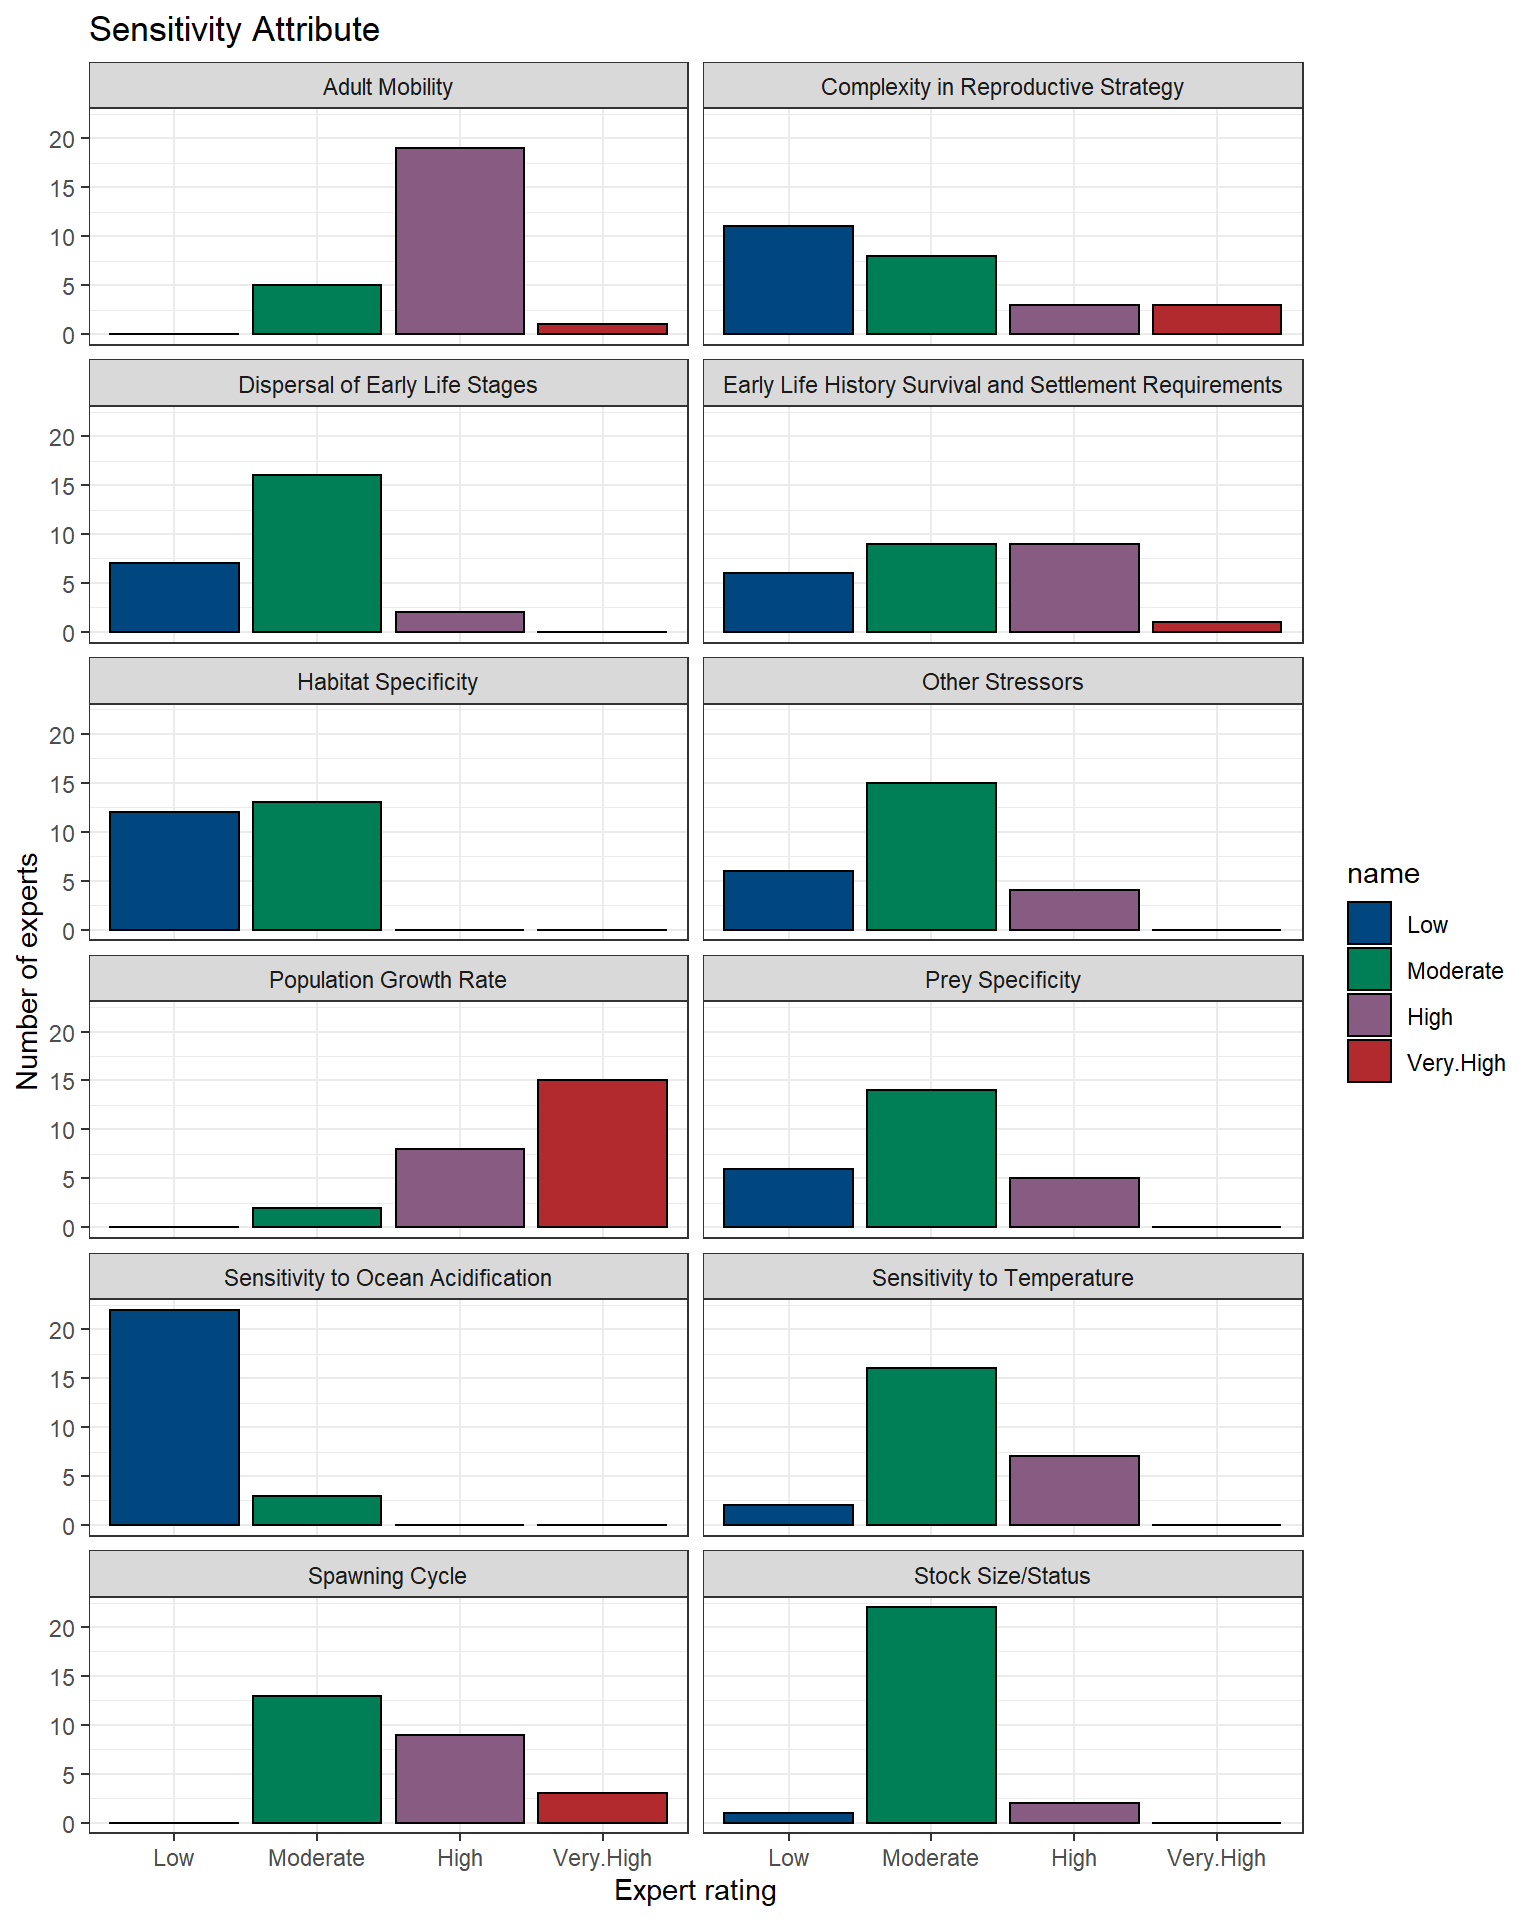 Sensitivity Attribute
Adult Mobility
Complexity in Reproductive Strategy
20
15
10
5
0
Dispersal of Early Life Stages
Early Life History Survival and Settlement Requirements
20
15
10
5
0
Habitat Specificity
Other Stressors
20
15
10
5
0
Population Growth Rate
Prey Specificity
20
15
10
5
0
Sensitivity to Ocean Acidification
Sensitivity to Temperature
20
15
10
5
0
Spawning Cycle
Stock Size/Status
20
15
10
5
0
Low Moderate High Very.High
Low Moderate High Very.High
Expert rating
Number of experts
name
Low
Moderate
High
Very.High